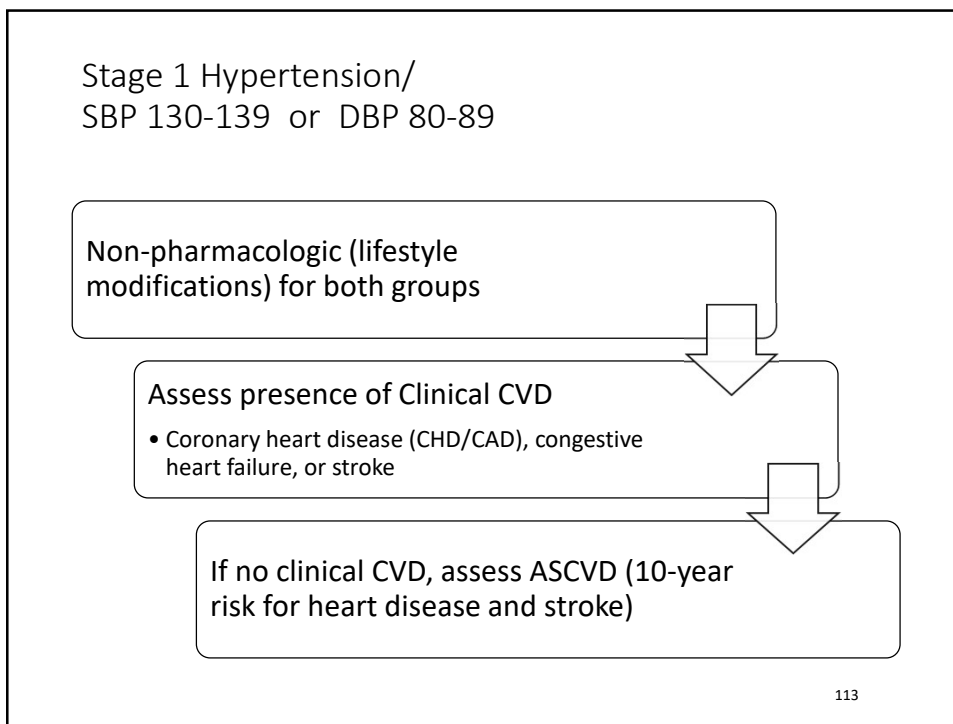 Stage 1 Hypertension/
SBP 130-139 or DBP 80-89
Non-pharmacologic (lifestyle
modifications) for both groups
Assess presence of Clinical CVD
• Coronary heart disease (CHD/CAD), congestive
heart failure, or stroke
If no clinical CVD, assess ASCVD (10-year
risk for heart disease and stroke)
113